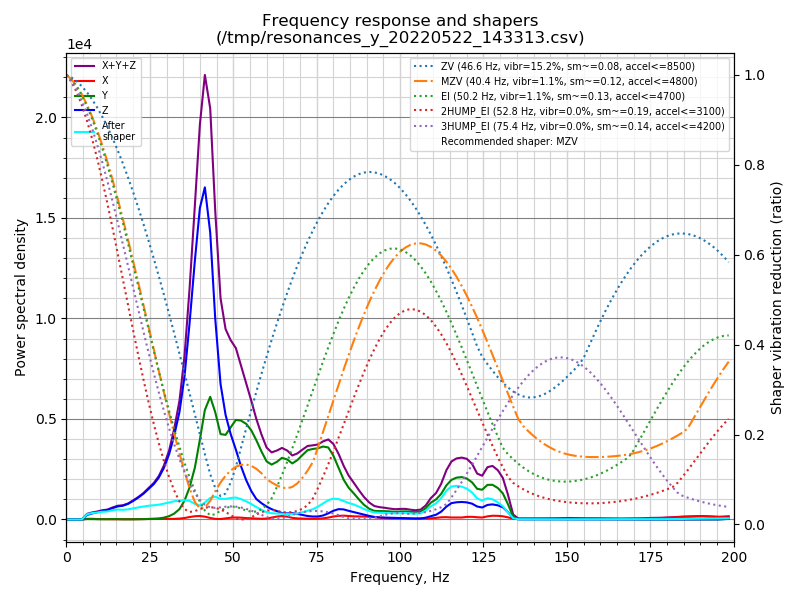 Frequency response and shapers
(/tmp/resonances_y_20220522_143313.csv)
1e4
X+Y+Z
X
Y
Z
After
shaper
ZV (46.6 Hz, vibr=15.2%, sm~=0.08, accel<=8500)
MZV (40.4 Hz, vibr=1.1%, sm~=0.12, accel<=4800)
EI (50.2 Hz, vibr=1.1%, sm~=0.13, accel<=4700)
2HUMP_EI (52.8 Hz, vibr=0.0%, sm~=0.19, accel<=3100)
3HUMP_EI (75.4 Hz, vibr=0.0%, sm~=0.14, accel<=4200)
Recommended shaper: MZV
Power spectral density
2.0
1.5
1.0
0.5
0.0
1.0
0.8
0.6
0.4
0.2
0.0
Shaper vibration reduction (ratio)
0 25 50 75 100 125 150 175 200
Frequency, Hz